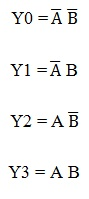 Y0 = A̅ B̅
Y1 = A̅ B
Y2 = A B̅
Y3 = A B